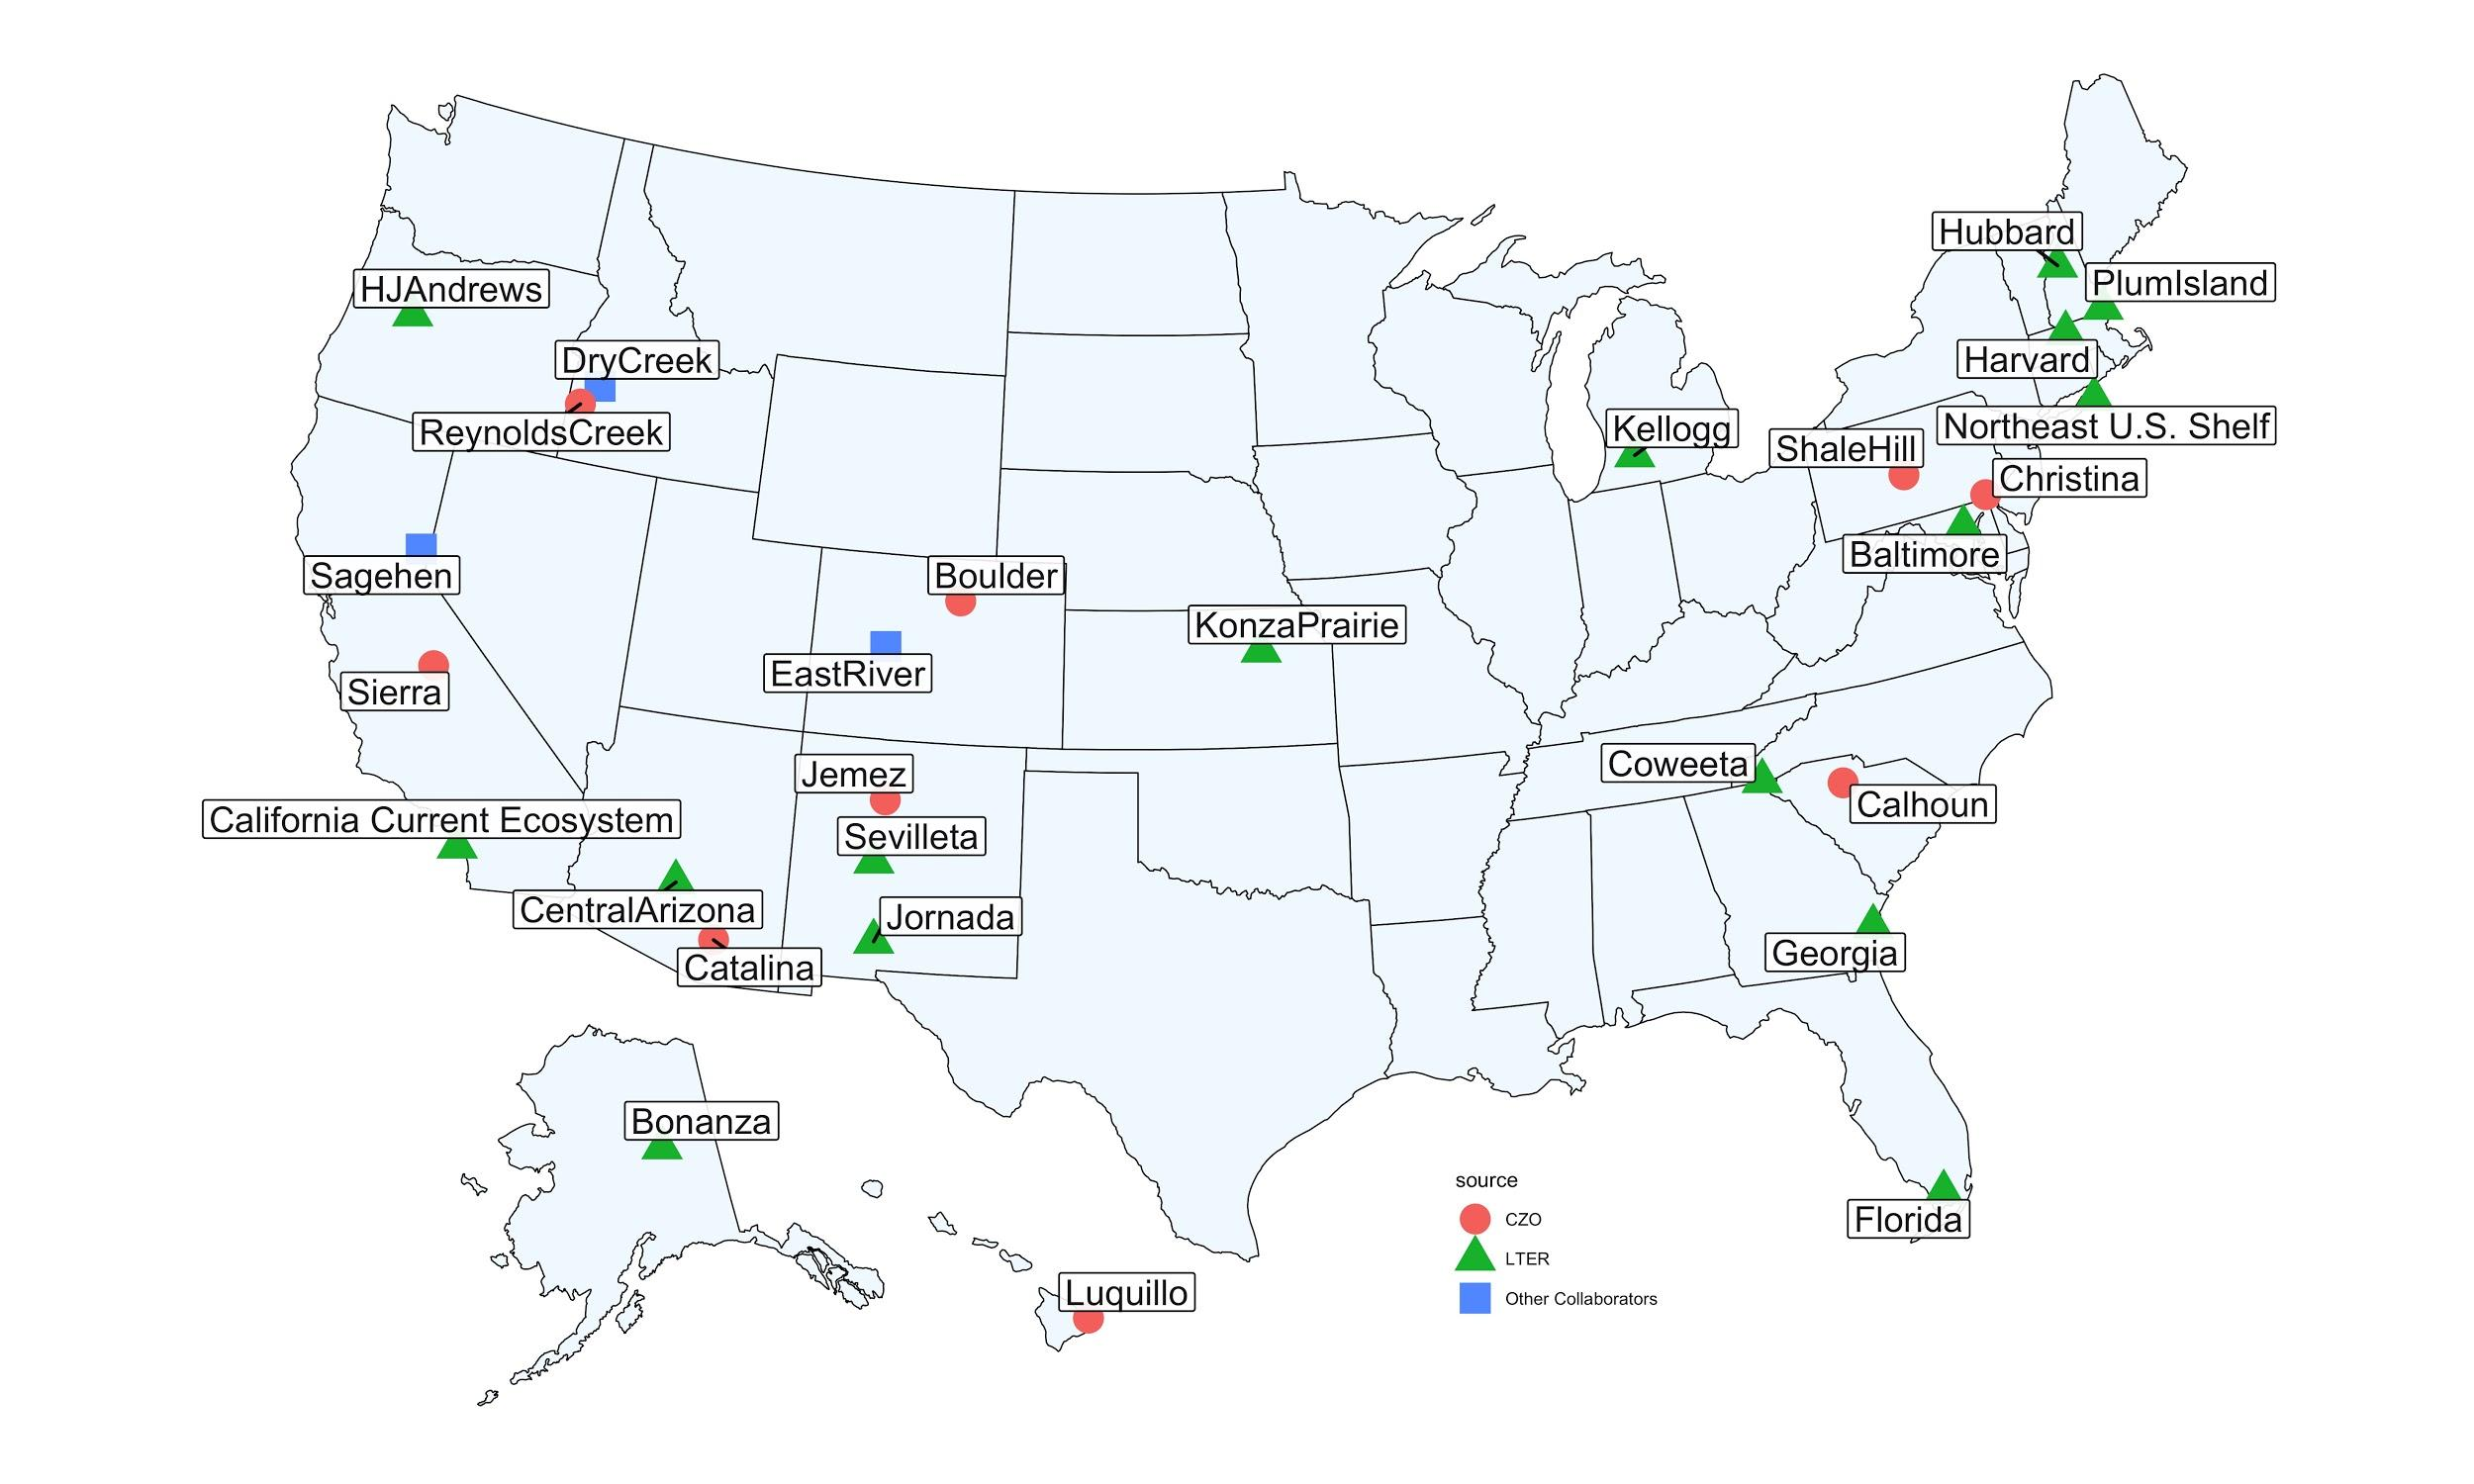 Hubbard
PlumIsland
HJAndrews
DryCreek
Harvard
ReynoldsCreek
Kellogg
Northeast U.S. Shelf
ShaleHill
Christina
Baltimore
Sagehen
Boulder
KonzaPrairie
EastRiver
Sierra
Jemez
Coweeta
Calhoun
California Current Ecosystem
Sevilleta
CentralArizona
Jornada
Georgia
Catalina
Bonanza
source
CZO
LTER
Other Collaborators
Florida
Luquillo